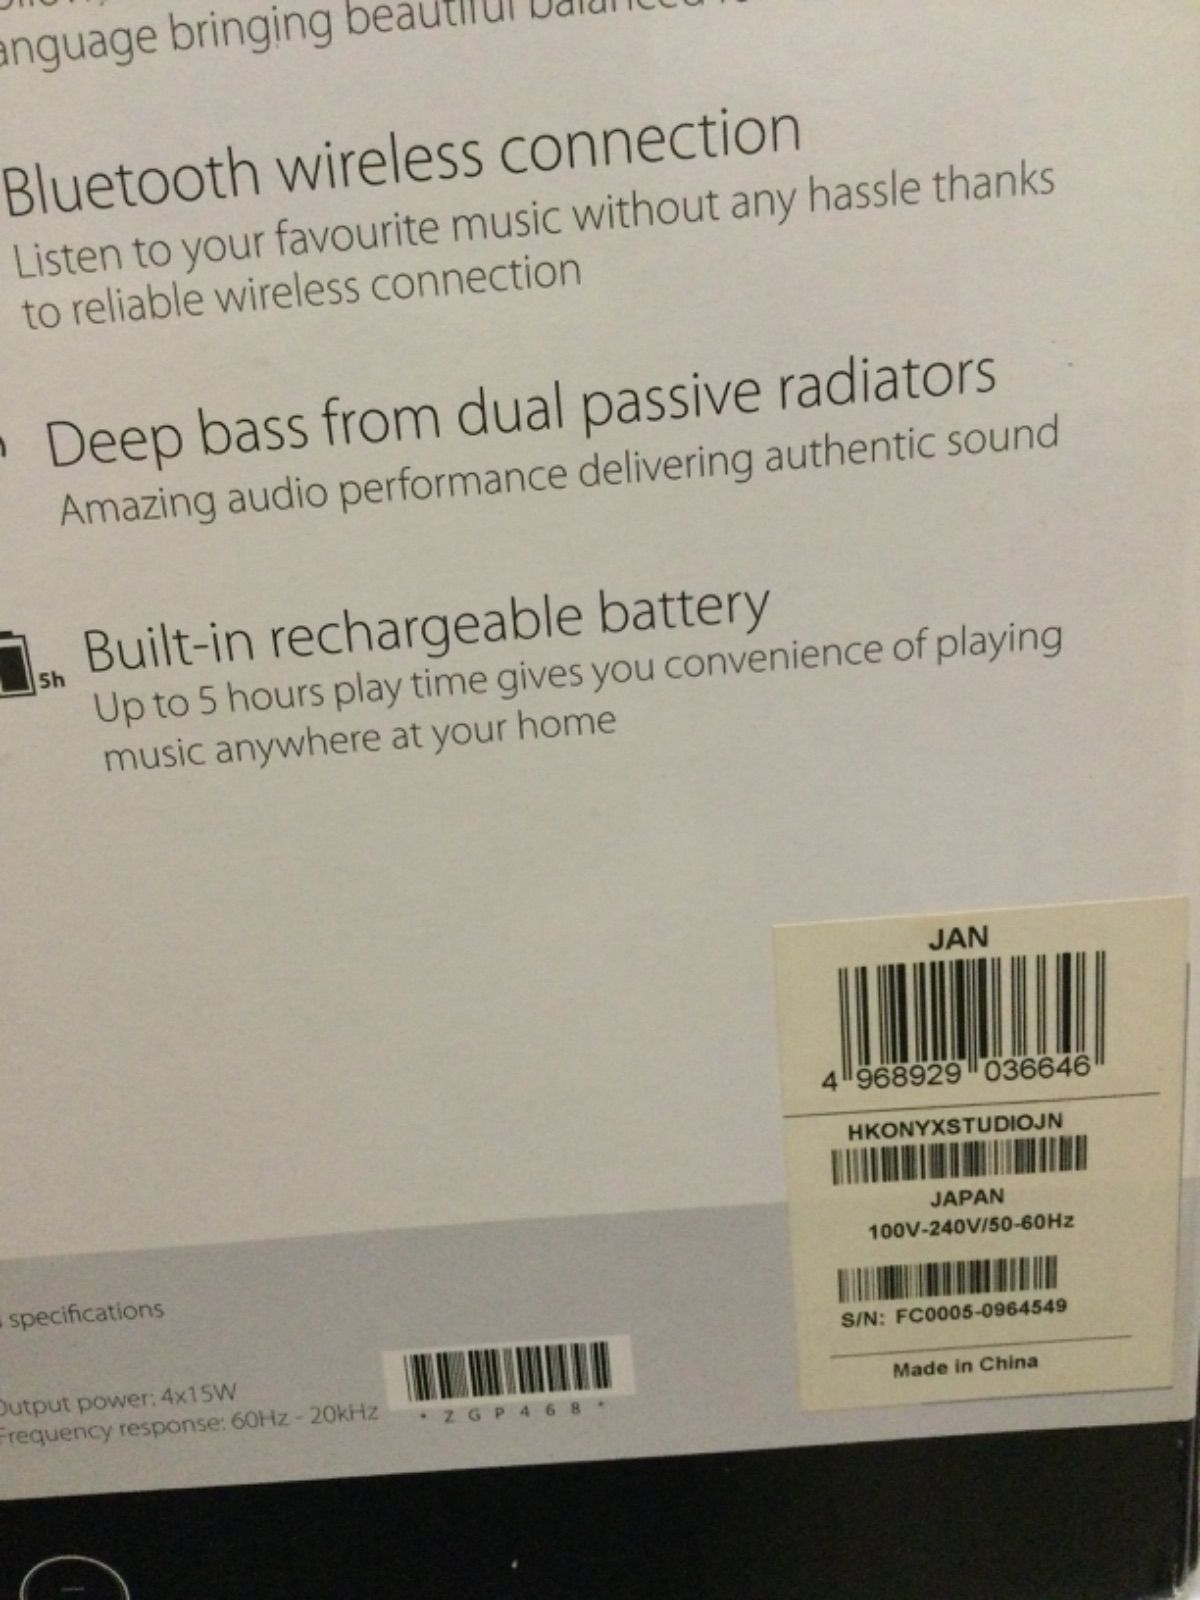 anguage bringing beautiful balanced
Bluetooth wireless connection
Listen to your favourite music without any hassle thanks
to reliable wireless connection
Deep bass from dual passive radiators
Amazing audio performance delivering authentic sound
5h
Built-in rechargeable battery
Up to 5 hours play time gives you convenience of playing
music anywhere at your home
JAN
4 968929 036646
HKONYXSTUDIOJN
JAPAN
100V-240V/50-60Hz
S/N: FC0005-0964549
Made in China
specifications
Output power: 4x15W
Frequency response: 60Hz - 20kHz
* Z G P 4 6 8 *